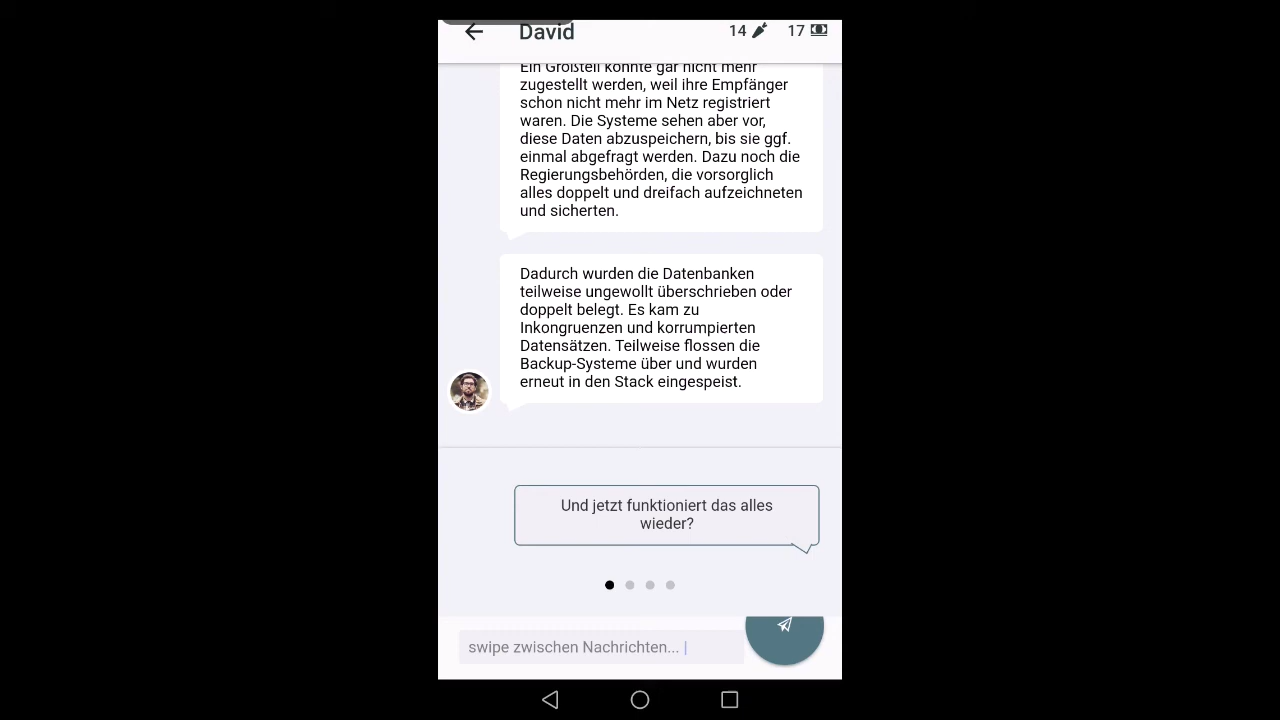 David
14
17
Ein Großteil konnte gar nicht mehr
zugestellt werden, weil ihre Empfänger
schon nicht mehr im Netz registriert
waren. Die Systeme sehen aber vor,
diese Daten abzuspeichern, bis sie ggf.
einmal abgefragt werden. Dazu noch die
Regierungsbehörden, die vorsorglich
alles doppelt und dreifach aufzeichneten
und sicherten.
Dadurch wurden die Datenbanken
teilweise ungewollt überschrieben oder
doppelt belegt. Es kam zu
Inkongruenzen und korrumpierten
Datensätzen. Teilweise flossen die
Backup-Systeme über und wurden
erneut in den Stack eingespeist.
Und jetzt funktioniert das alles
wieder?
swipe zwischen Nachrichten...